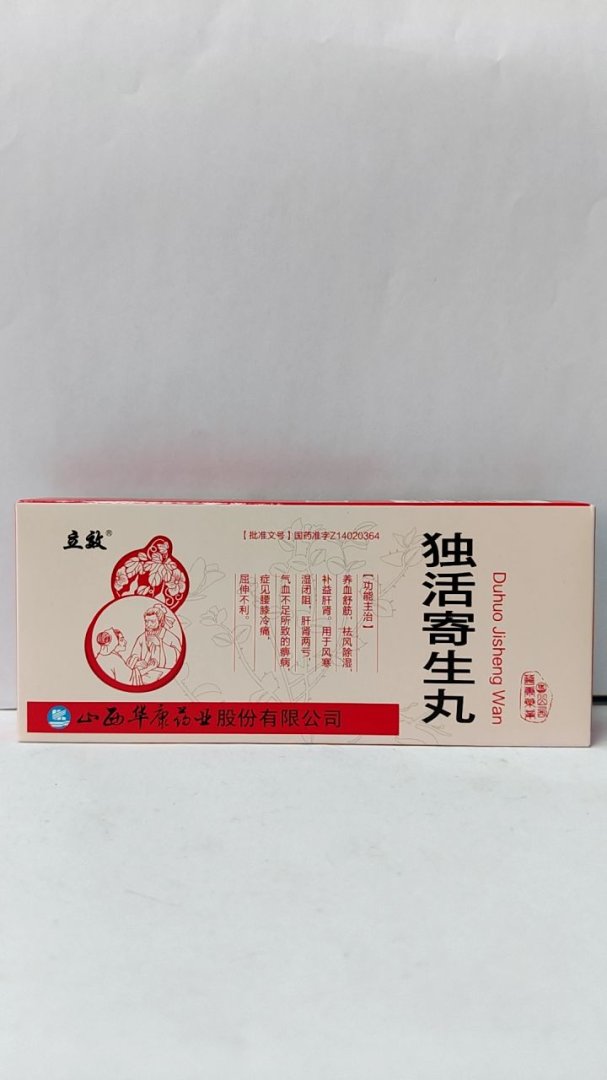 立效®
【批准文号】国药准字Z14020364
独活寄生丸
Duhuo Jisheng Wan
【功能主治】
养血舒筋，祛风除湿，
补益肝肾。用于风寒
湿闭阻，肝肾两亏，
气血不足所致的痹病，
症见腰膝冷痛，
屈伸不利。
山西华康药业股份有限公司